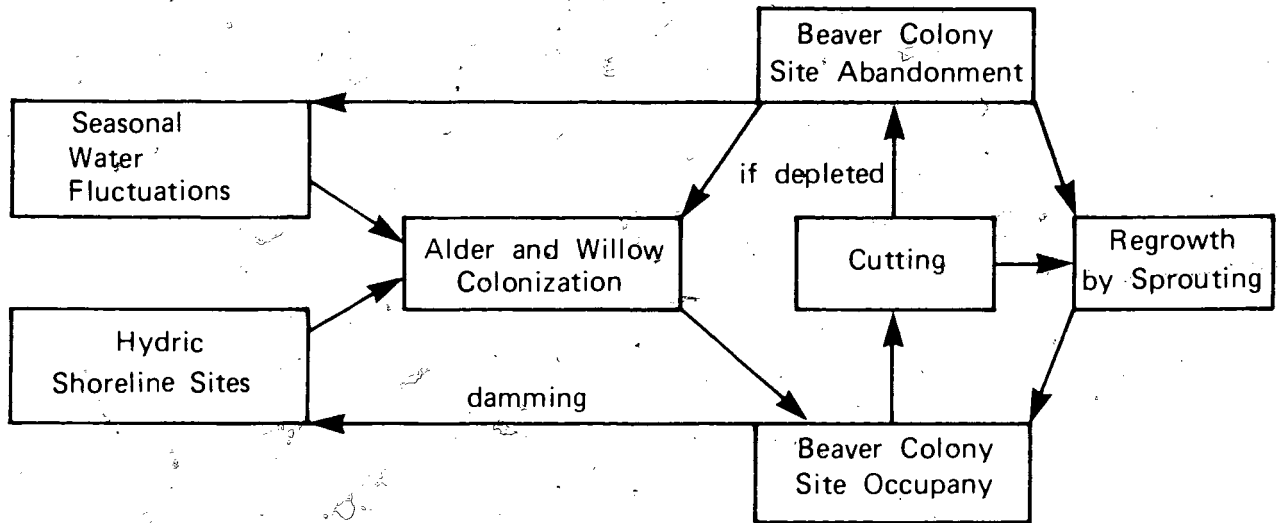 Beaver Colony
Site Abandonment
Seasonal
Water
Fluctuations
if depleted
Alder and Willow
Colonization
Cutting
Regrowth
by Sprouting
Hydric
Shoreline Sites
damming
Beaver Colony
Site Occupany